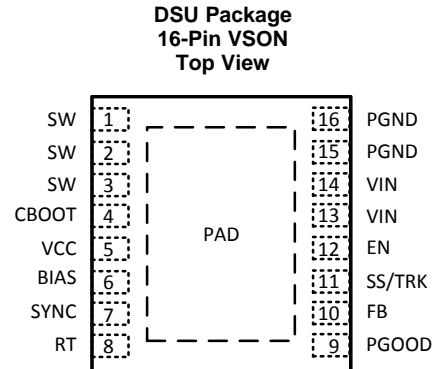 DSU Package
16-Pin VSON
Top View
SW 1 16 PGND
SW 2 15 PGND
SW 3 14 VIN
CBOOT 4 13 VIN
VCC 5 PAD 12 EN
BIAS 6 11 SS/TRK
SYNC 7 10 FB
RT 8 9 PGOOD